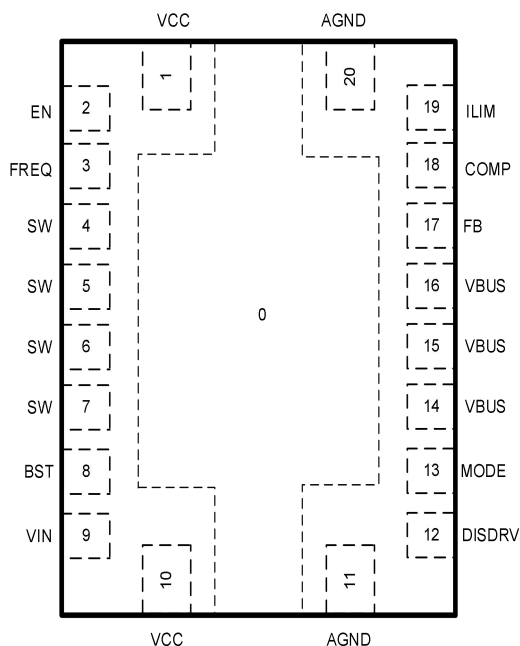 VCC AGND
1 20
EN 2 19 ILIM
FREQ 3 18 COMP
SW 4 17 FB
SW 5 16 VBUS
0
SW 6 15 VBUS
SW 7 14 VBUS
BST 8 13 MODE
VIN 9 12 DISDRV
10 11
VCC AGND